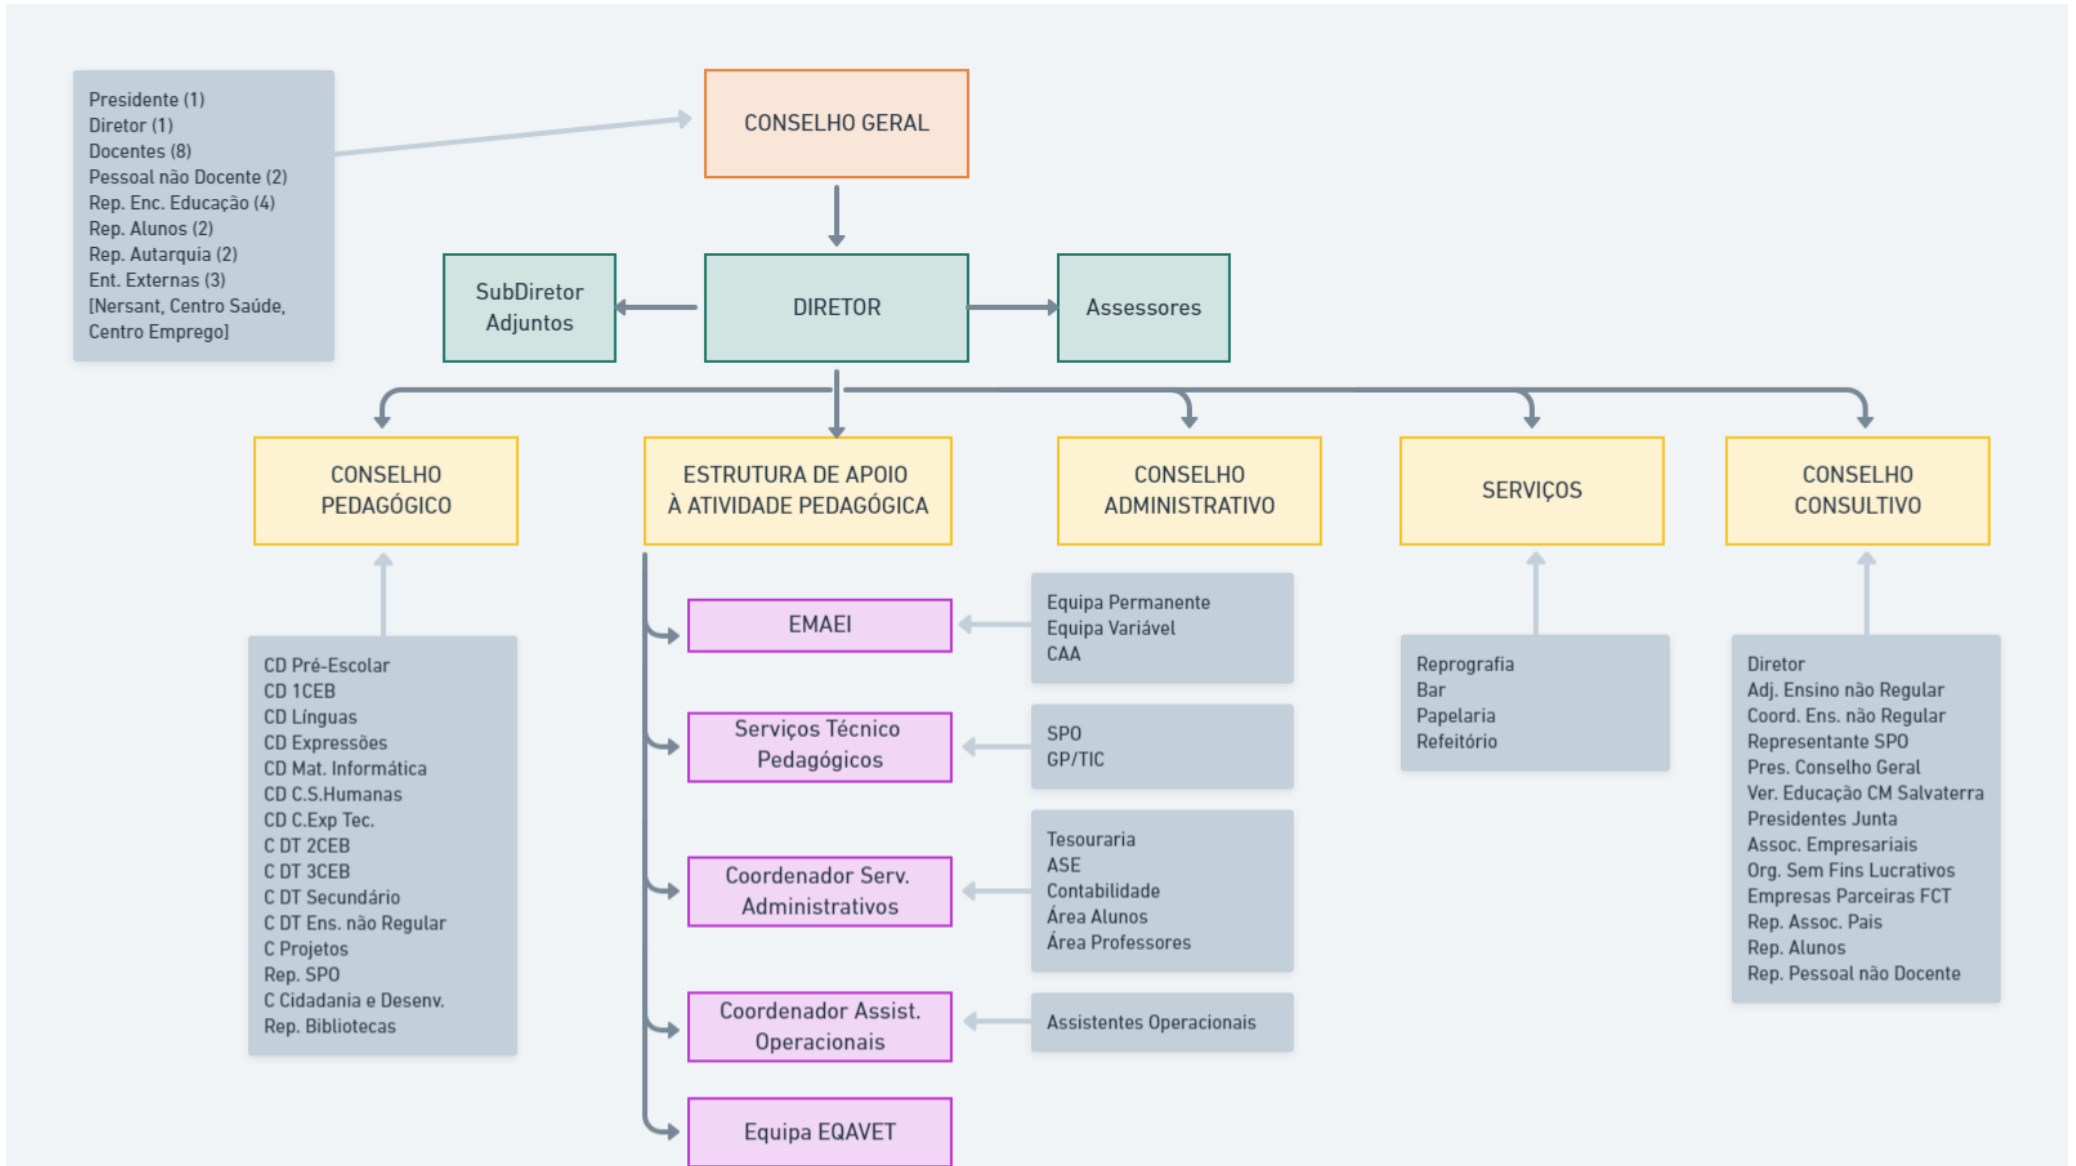 Presidente (1)
Diretor (1)
Docentes (8)
Pessoal não Docente (2)
Rep. Enc. Educação (4)
Rep. Alunos (2)
Rep. Autarquia (2)
Ent. Externas (3)
[Nersant, Centro Saúde,
Centro Emprego]
CONSELHO GERAL
SubDiretor
Adjuntos
DIRETOR
Assessores
CONSELHO
PEDAGÓGICO
ESTRUTURA DE APOIO
À ATIVIDADE PEDAGÓGICA
CONSELHO
ADMINISTRATIVO
SERVIÇOS
CONSELHO
CONSULTIVO
CD Pré-Escolar
CD 1CEB
CD Línguas
CD Expressões
CD Mat. Informática
CD C.S.Humanas
CD C.Exp Tec.
C DT 2CEB
C DT 3CEB
C DT Secundário
C DT Ens. não Regular
C Projetos
Rep. SPO
C Cidadania e Desenv.
Rep. Bibliotecas
EMAEI
Equipa Permanente
Equipa Variável
CAA
Serviços Técnico
Pedagógicos
SPO
GP/TIC
Coordenador Serv.
Administrativos
Tesouraria
ASE
Contabilidade
Área Alunos
Área Professores
Coordenador Assist.
Operacionais
Assistentes Operacionais
Equipa EQAVET
Reprografia
Bar
Papelaria
Refeitório
Diretor
Adj. Ensino não Regular
Coord. Ens. não Regular
Representante SPO
Pres. Conselho Geral
Ver. Educação CM Salvaterra
Presidentes Junta
Assoc. Empresariais
Org. Sem Fins Lucrativos
Empresas Parceiras FCT
Rep. Assoc. Pais
Rep. Alunos
Rep. Pessoal não Docente